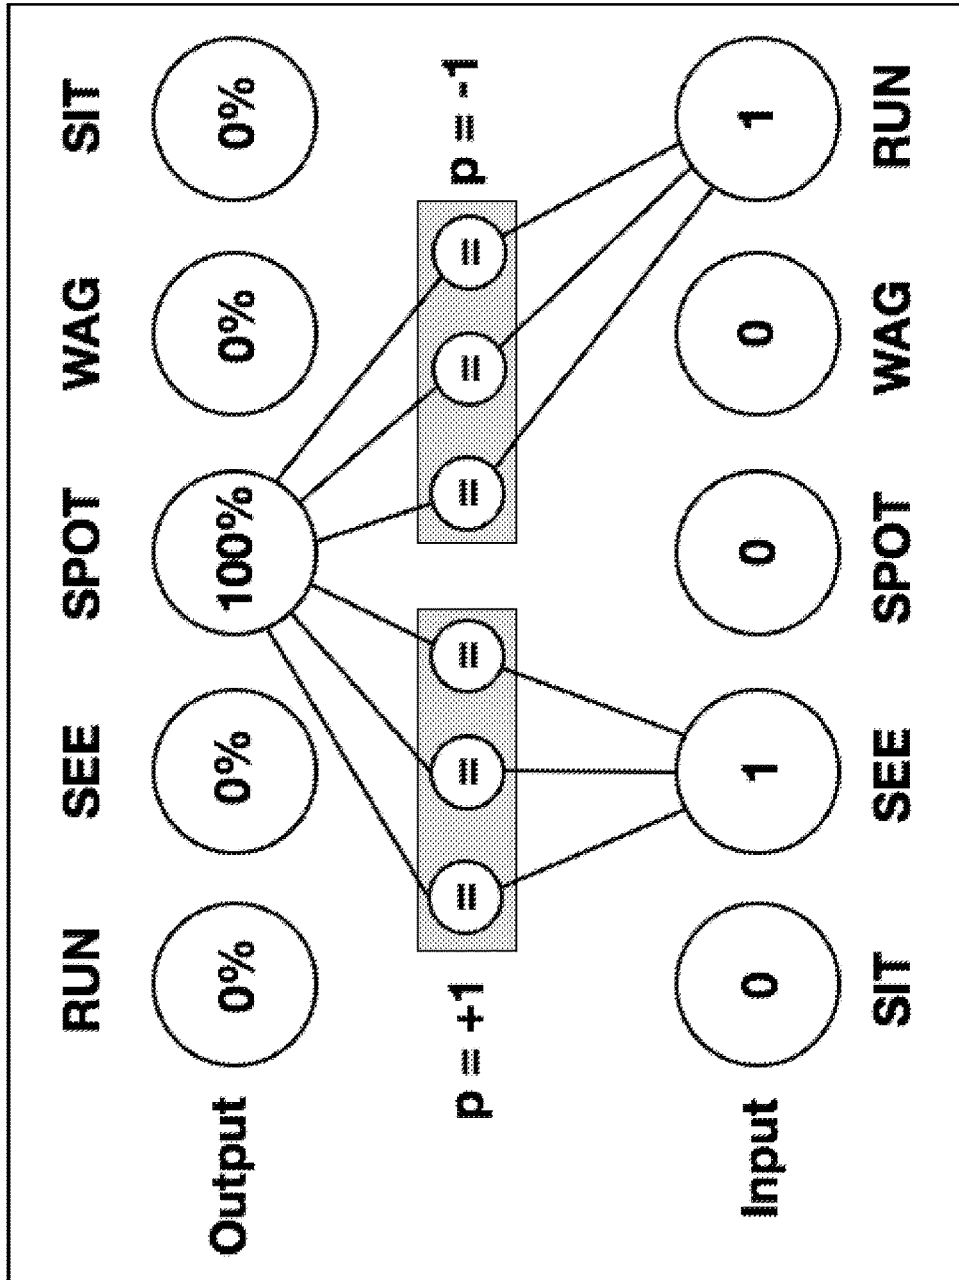 RUN SEE SPOT WAG SIT
Output 0% 0% 100% 0% 0%
p = +1 = = = = = = p = -1
Input 0 1 0 0 1
SIT SEE SPOT WAG RUN